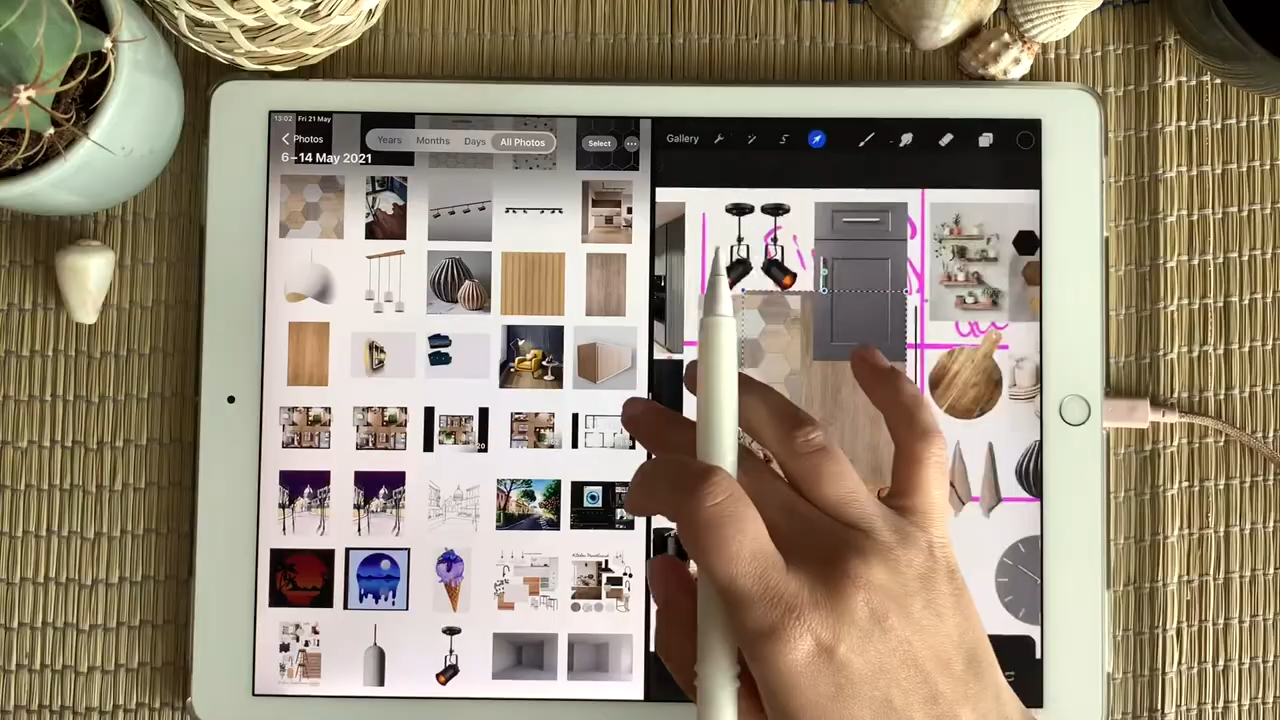 13:02 Fri 21 May
Photos
Years Months Days All Photos
Select
6–14 May 2021
Gallery